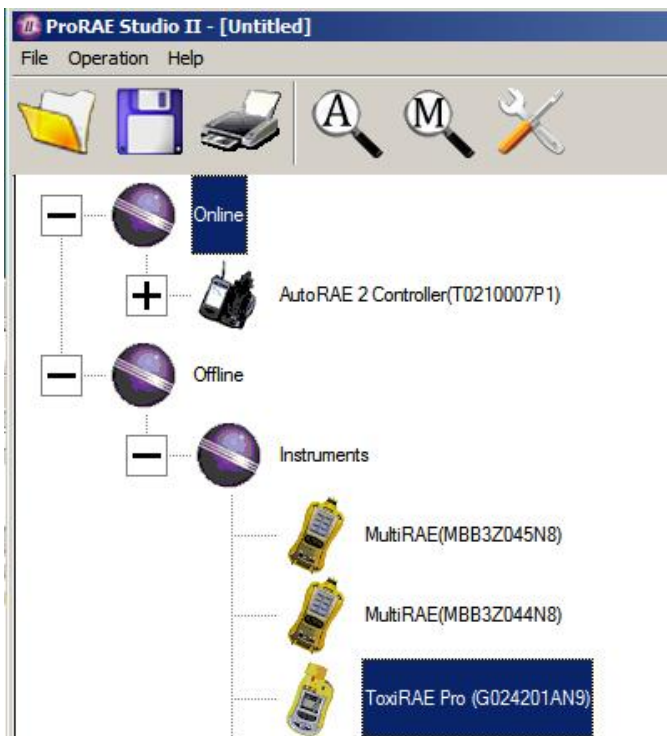 II ProRAE Studio II - [Untitled]
File Operation Help
A M
Online
AutoRAE 2 Controller(T0210007P1)
Offline
Instruments
MultiRAE(MBB3Z045N8)
MultiRAE(MBB3Z044N8)
ToxiRAE Pro (G024201AN9)